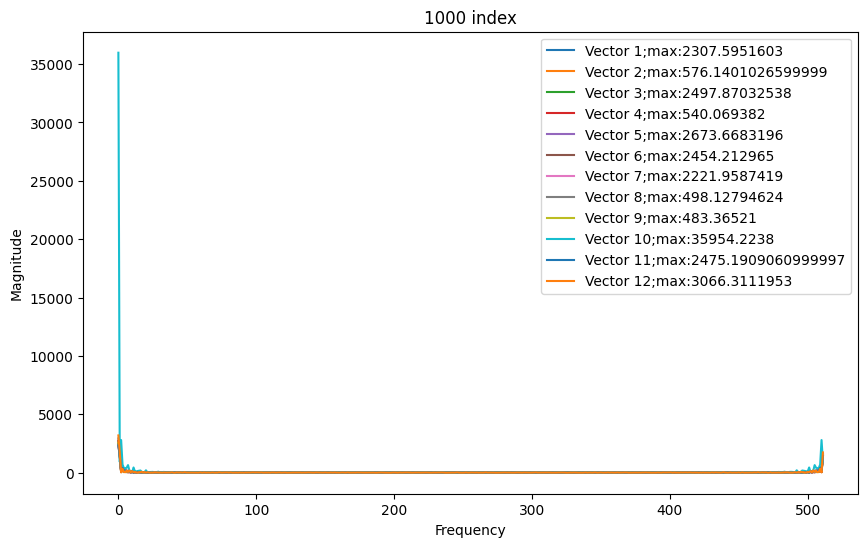 1000 index
Vector 1;max:2307.5951603
Vector 2;max:576.1401026599999
Vector 3;max:2497.87032538
Vector 4;max:540.069382
Vector 5;max:2673.6683196
Vector 6;max:2454.212965
Vector 7;max:2221.9587419
Vector 8;max:498.12794624
Vector 9;max:483.36521
Vector 10;max:35954.2238
Vector 11;max:2475.1909060999997
Vector 12;max:3066.3111953
Magnitude
35000
30000
25000
20000
15000
10000
5000
0
0 100 200 300 400 500
Frequency